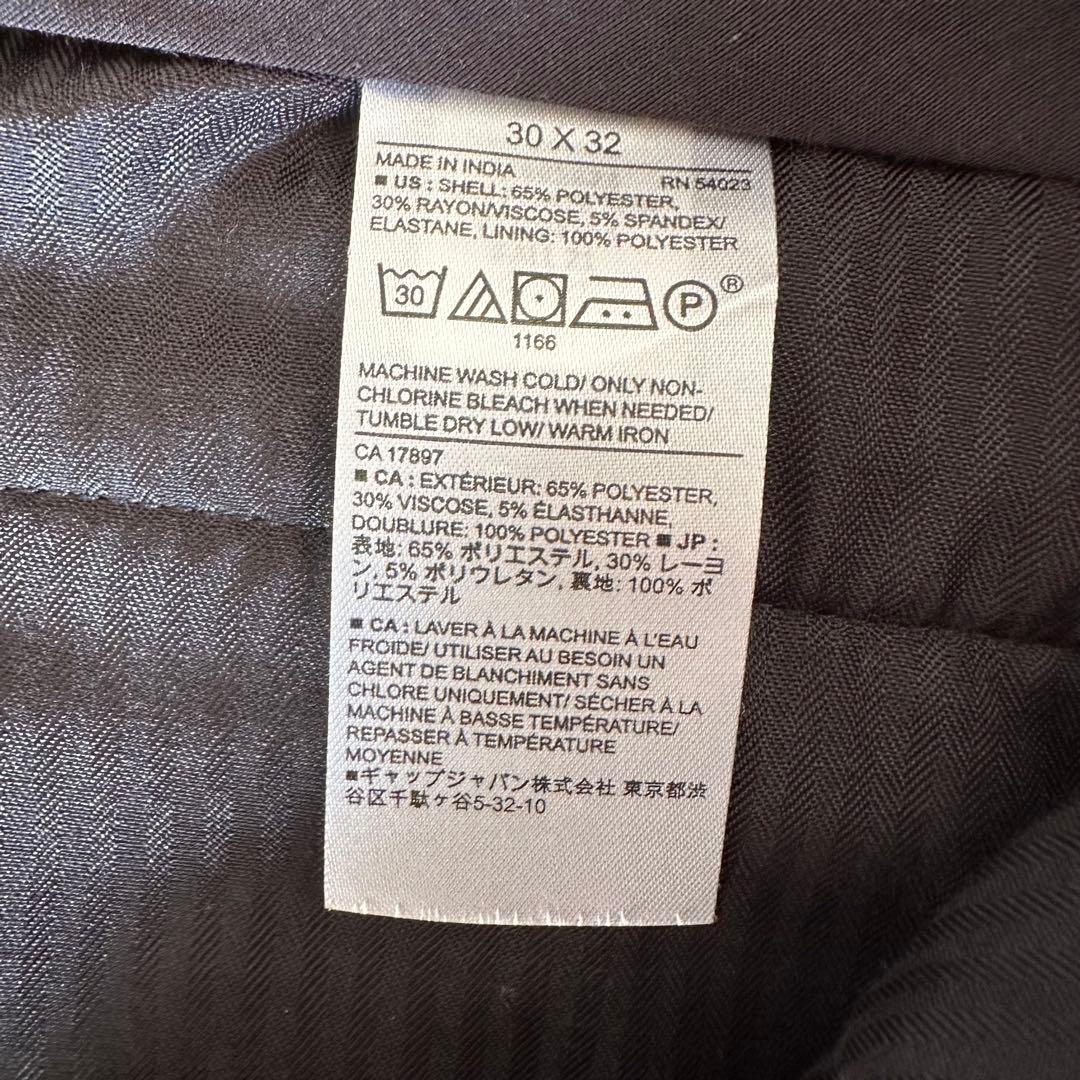 30 X 32
MADE IN INDIA RN 54023
■ US : SHELL: 65% POLYESTER,
30% RAYON/VISCOSE, 5% SPANDEX/
ELASTANE, LINING: 100% POLYESTER
30 P ®
1166
MACHINE WASH COLD/ ONLY NON-
CHLORINE BLEACH WHEN NEEDED/
TUMBLE DRY LOW/ WARM IRON
CA 17897
■ CA : EXTÉRIEUR: 65% POLYESTER,
30% VISCOSE, 5% ÉLASTHANNE,
DOUBLURE: 100% POLYESTER ■ JP :
表地: 65% ポリエステル, 30% レーヨ
ン, 5% ポリウレタン, 裏地: 100% ポ
リエステル
■ CA : LAVER À LA MACHINE À L'EAU
FROIDE/ UTILISER AU BESOIN UN
AGENT DE BLANCHIMENT SANS
CHLORE UNIQUEMENT/ SÉCHER À LA
MACHINE À BASSE TEMPÉRATURE/
REPASSER À TEMPÉRATURE
MOYENNE
■ギャップジャパン株式会社 東京都渋
谷区千駄ヶ谷5-32-10